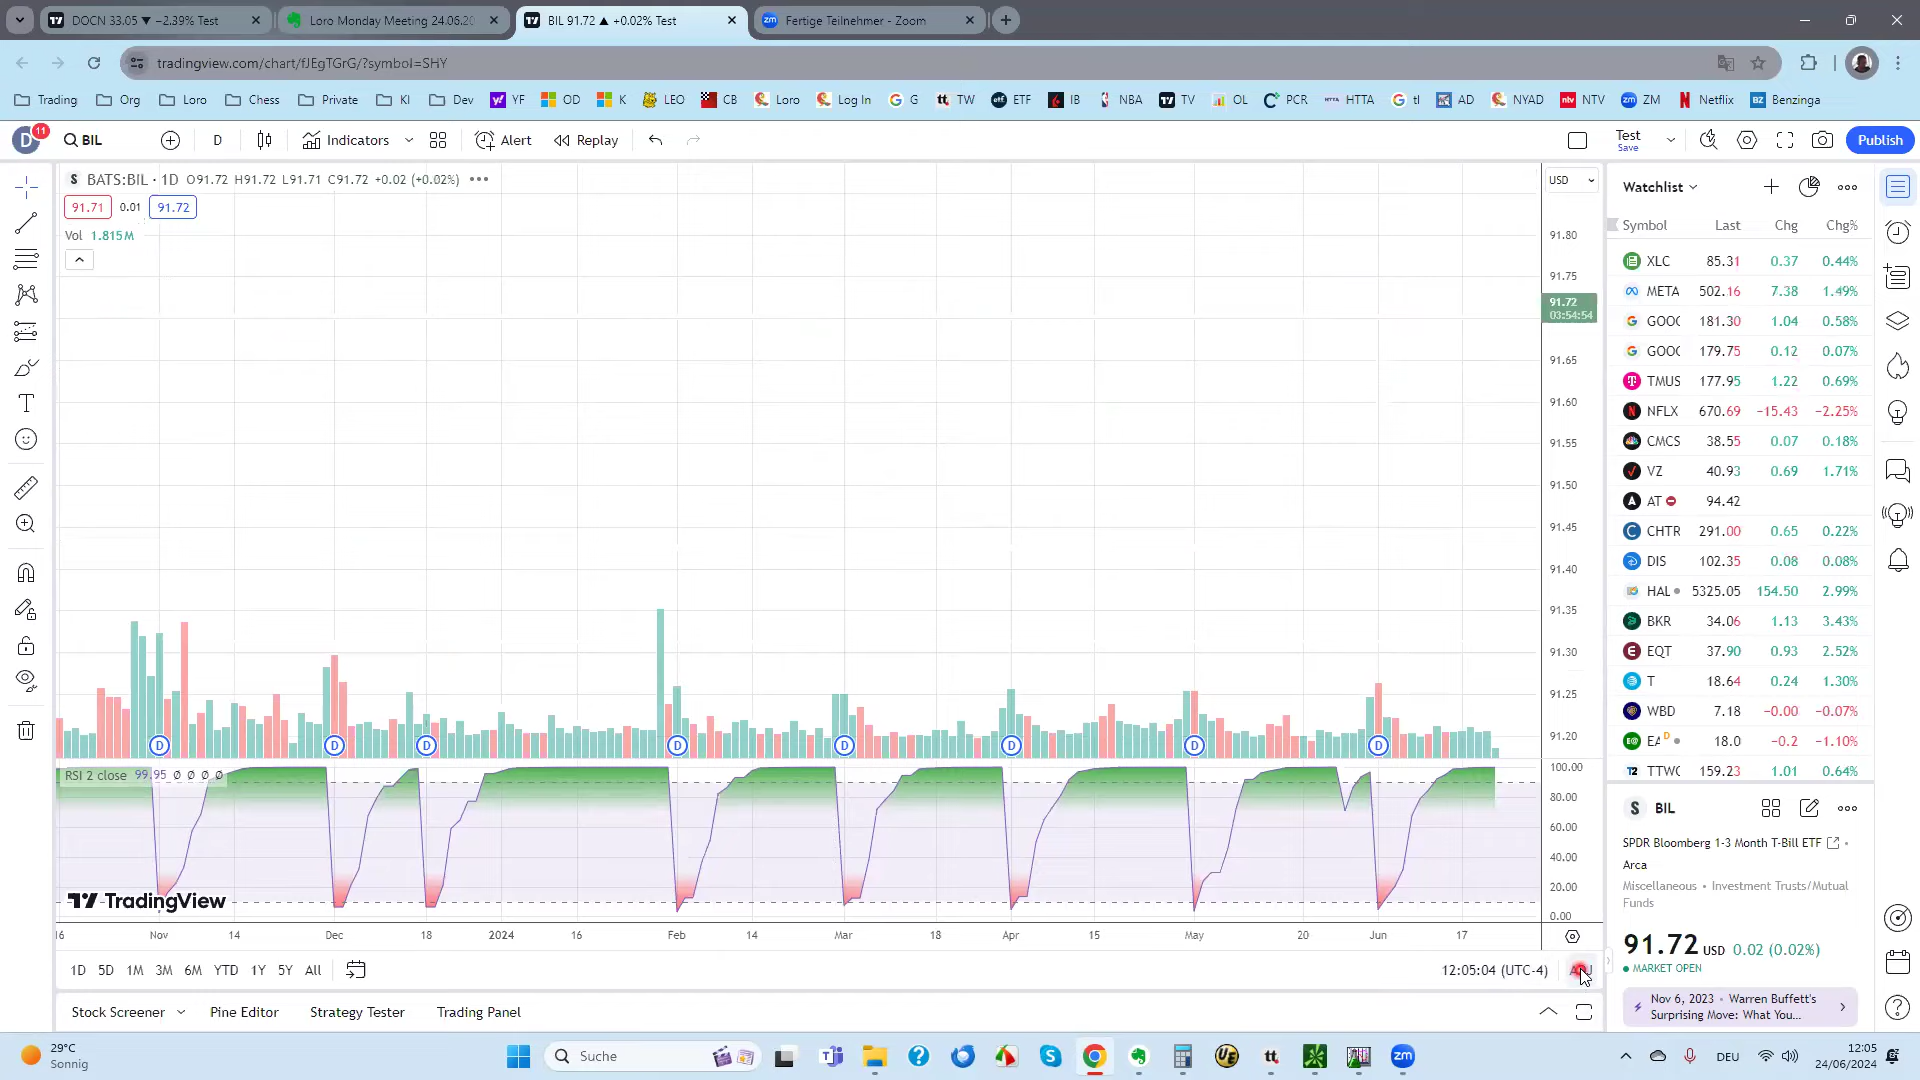 DOCN 33.05 ▼ −2.39% Test
Loro Monday Meeting 24.06.20
BIL 91.72 ▲ +0.02% Test
Fertige Teilnehmer - Zoom
tradingview.com/chart/fJEgTGrG/?symbol=SHY
Trading Org Loro Chess Private KI Dev YF OD K LEO CB Loro Log In G TW ETF IB NBA TV OL PCR HTTA tl AD NYAD NTV ZM Netflix Benzinga
D 11 BIL D Indicators Alert Replay Test Save Publish
S BATS:BIL · 1D O91.72 H91.72 L91.71 C91.72 +0.02 (+0.02%)
91.71 0.01 91.72
Vol 1.815M
USD
91.80
91.75
91.72
03:54:54
91.65
91.60
91.55
91.50
91.45
91.40
91.35
91.30
91.25
91.20
D D D D D D D D
RSI 2 close 99.95 Ø Ø Ø Ø
100.00
80.00
60.00
40.00
20.00
0.00
TradingView
16 Nov 14 Dec 18 2024 16 Feb 14 Mar 18 Apr 15 May 20 Jun 17
1D 5D 1M 3M 6M YTD 1Y 5Y All
12:05:04 (UTC-4)
Stock Screener Pine Editor Strategy Tester Trading Panel
Watchlist
Symbol Last Chg Chg%
XLC 85.31 0.37 0.44%
META 502.16 7.38 1.49%
GOOG 181.30 1.04 0.58%
GOOG 179.75 0.12 0.07%
TMUS 177.95 1.22 0.69%
NFLX 670.69 −15.43 −2.25%
CMCS 38.55 0.07 0.18%
VZ 40.93 0.69 1.71%
AT 94.42
CHTR 291.00 0.65 0.22%
DIS 102.35 0.08 0.08%
HAL 5325.05 154.50 2.99%
BKR 34.06 1.13 3.43%
EQT 37.90 0.93 2.52%
T 18.64 0.24 1.30%
WBD 7.18 −0.00 −0.07%
EA D 18.0 −0.2 −1.10%
TTWO 159.23 1.01 0.64%
S BIL
SPDR Bloomberg 1-3 Month T-Bill ETF •
Arca
Miscellaneous • Investment Trusts/Mutual
Funds
91.72 USD 0.02 (0.02%)
MARKET OPEN
Nov 6, 2023 • Warren Buffett's
Surprising Move: What You...
29°C
Sonnig
Suche
DEU
12:05
24/06/2024